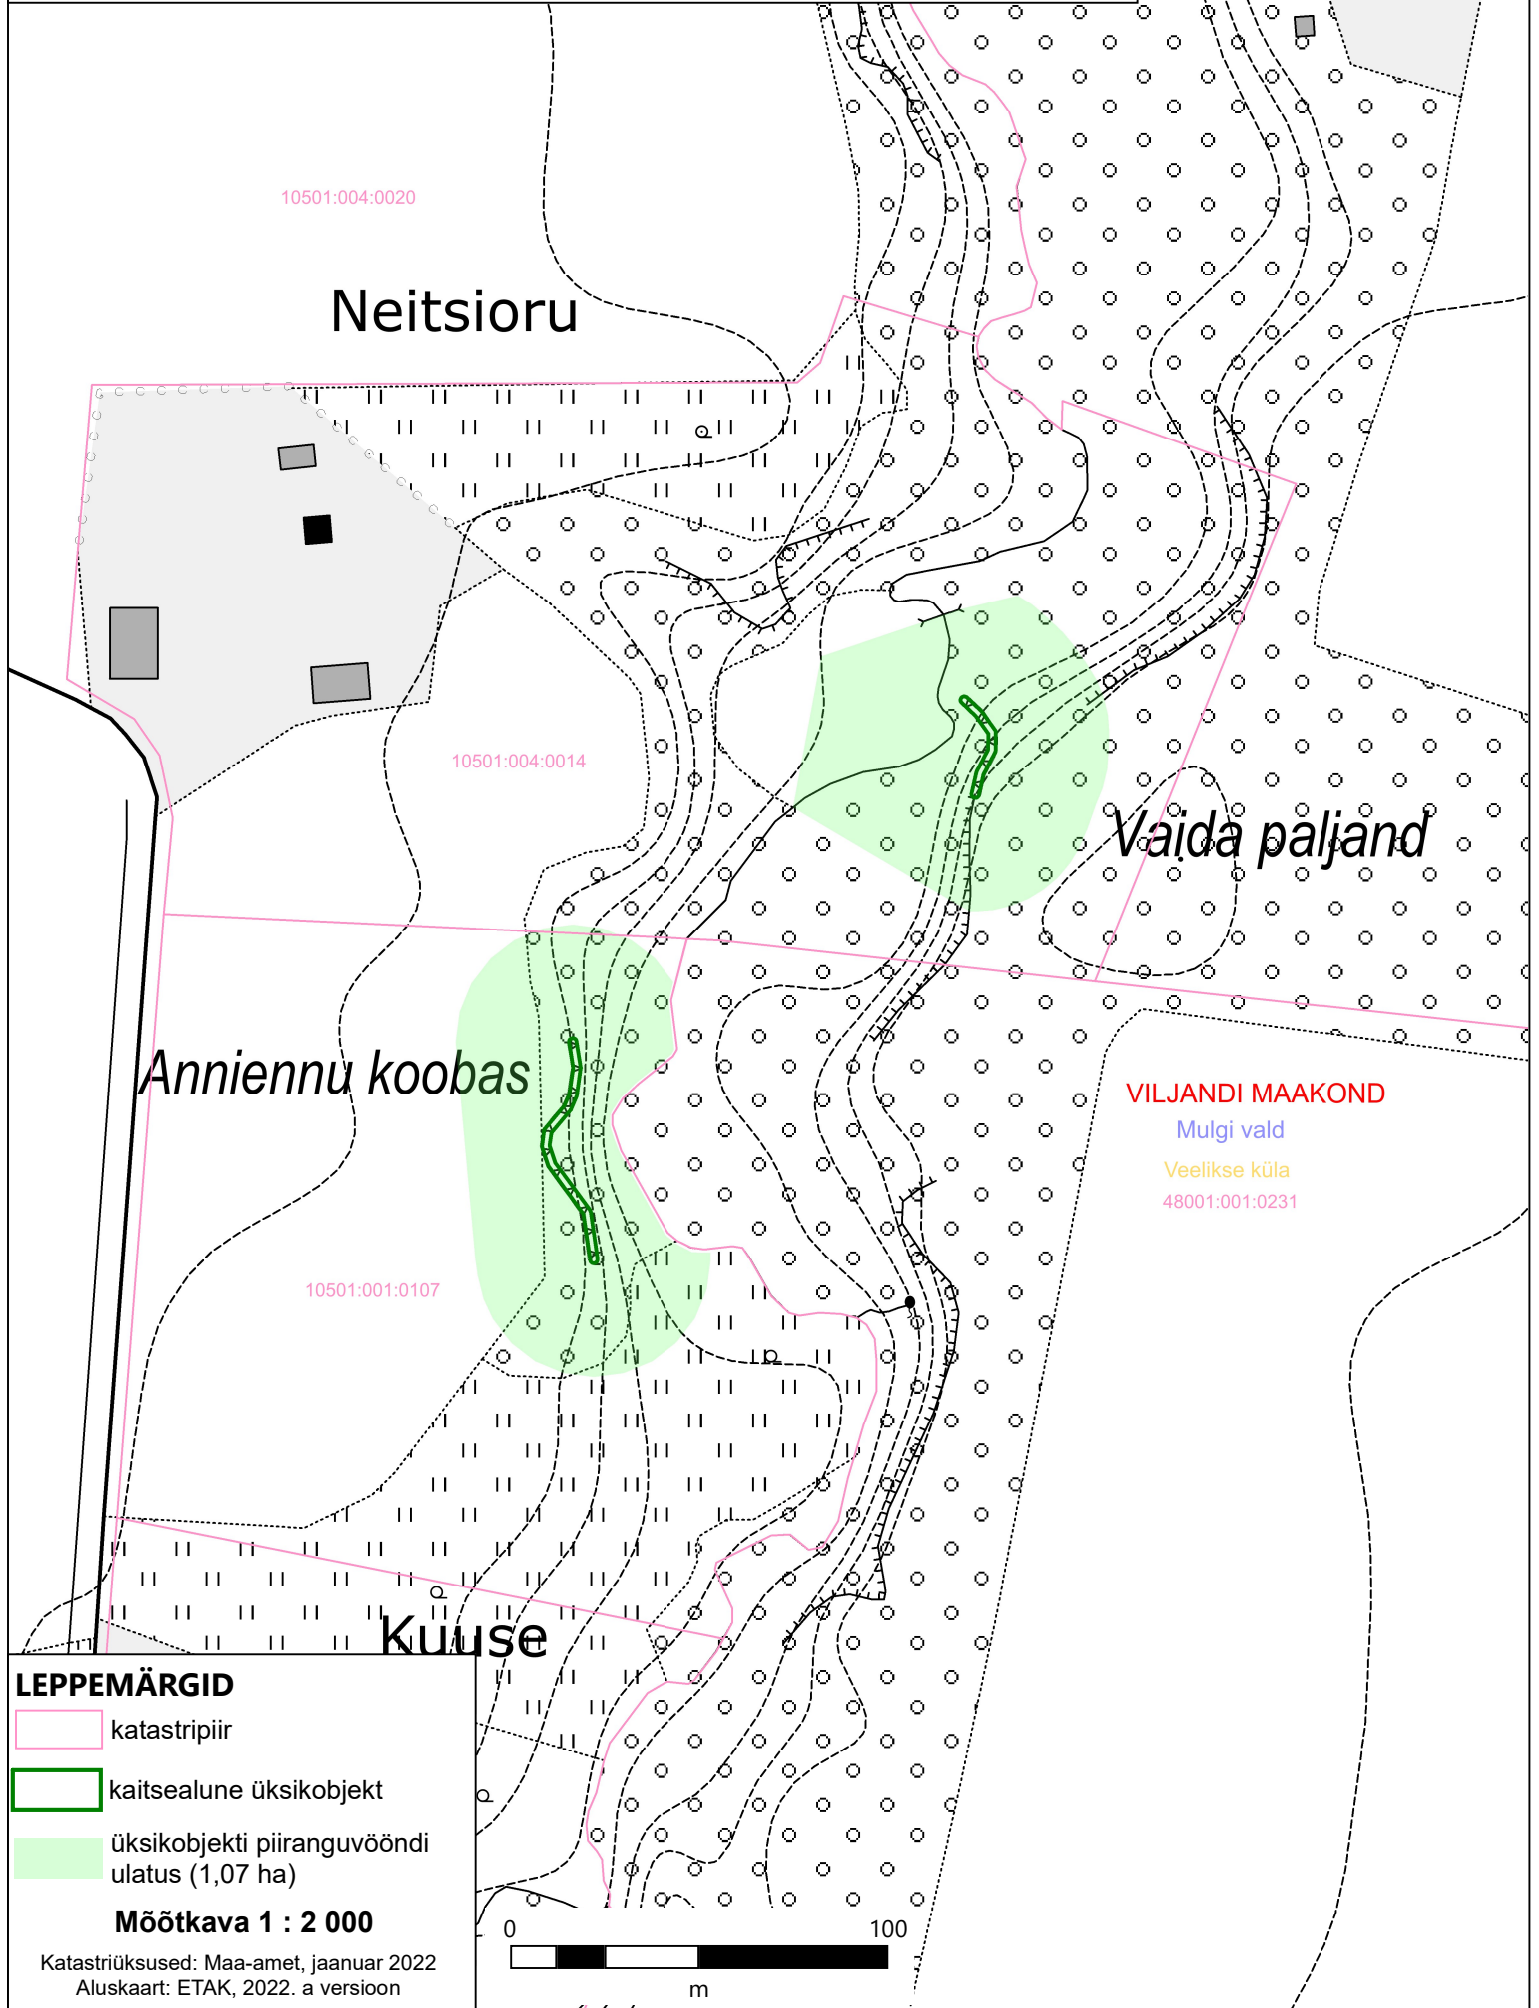 10501:004:0020
Neitsioru
10501:004:0014
Vaida paljand
Anniennu koobas
VILJANDI MAAKOND
Mulgi vald
Veelikse küla
48001:001:0231
10501:001:0107
Kuuse
LEPPEMÄRGID
katastripiir
kaitsealune üksikobjekt
üksikobjekti piiranguvööndi
ulatus (1,07 ha)
Mõõtkava 1 : 2 000
Katastriüksused: Maa-amet, jaanuar 2022
Aluskaart: ETAK, 2022. a versioon
0 100
m